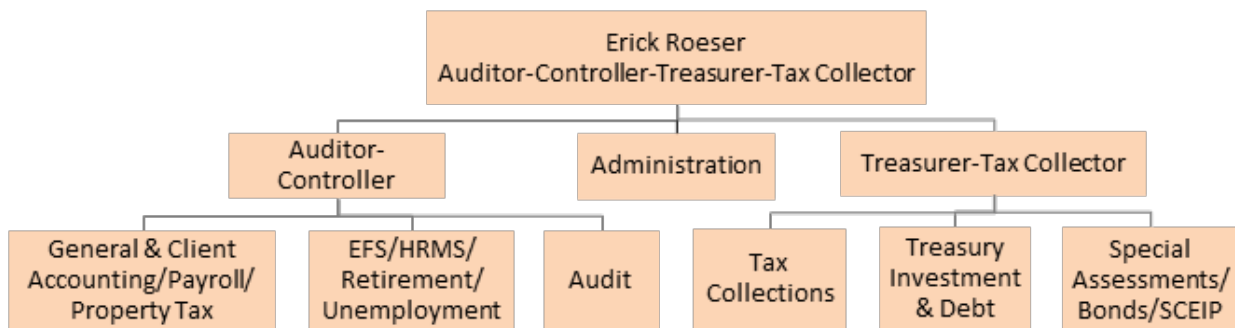 Erick Roeser
Auditor-Controller-Treasurer-Tax Collector
Auditor-
Controller
Administration
Treasurer-Tax Collector
General & Client
Accounting/Payroll/
Property Tax
EFS/HRMS/
Retirement/
Unemployment
Audit
Tax
Collections
Treasury
Investment
& Debt
Special
Assessments/
Bonds/SCEIP